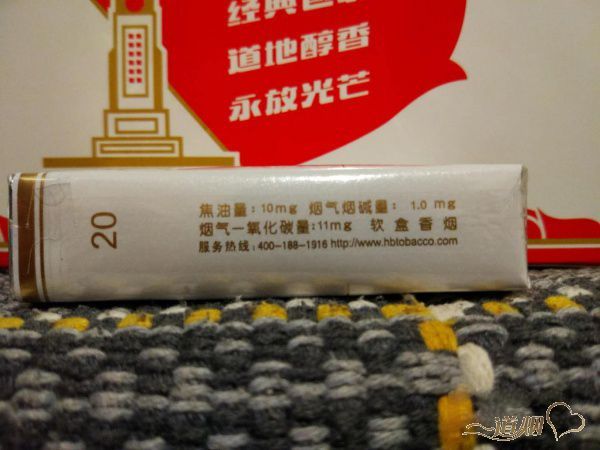 经典
道地醇香
永放光芒
20
焦油量：10mg 烟气烟碱量：1.0 mg
烟气一氧化碳量：11mg 软盒香烟
服务热线：400-188-1916 http://www.hbtobacco.com
一道烟